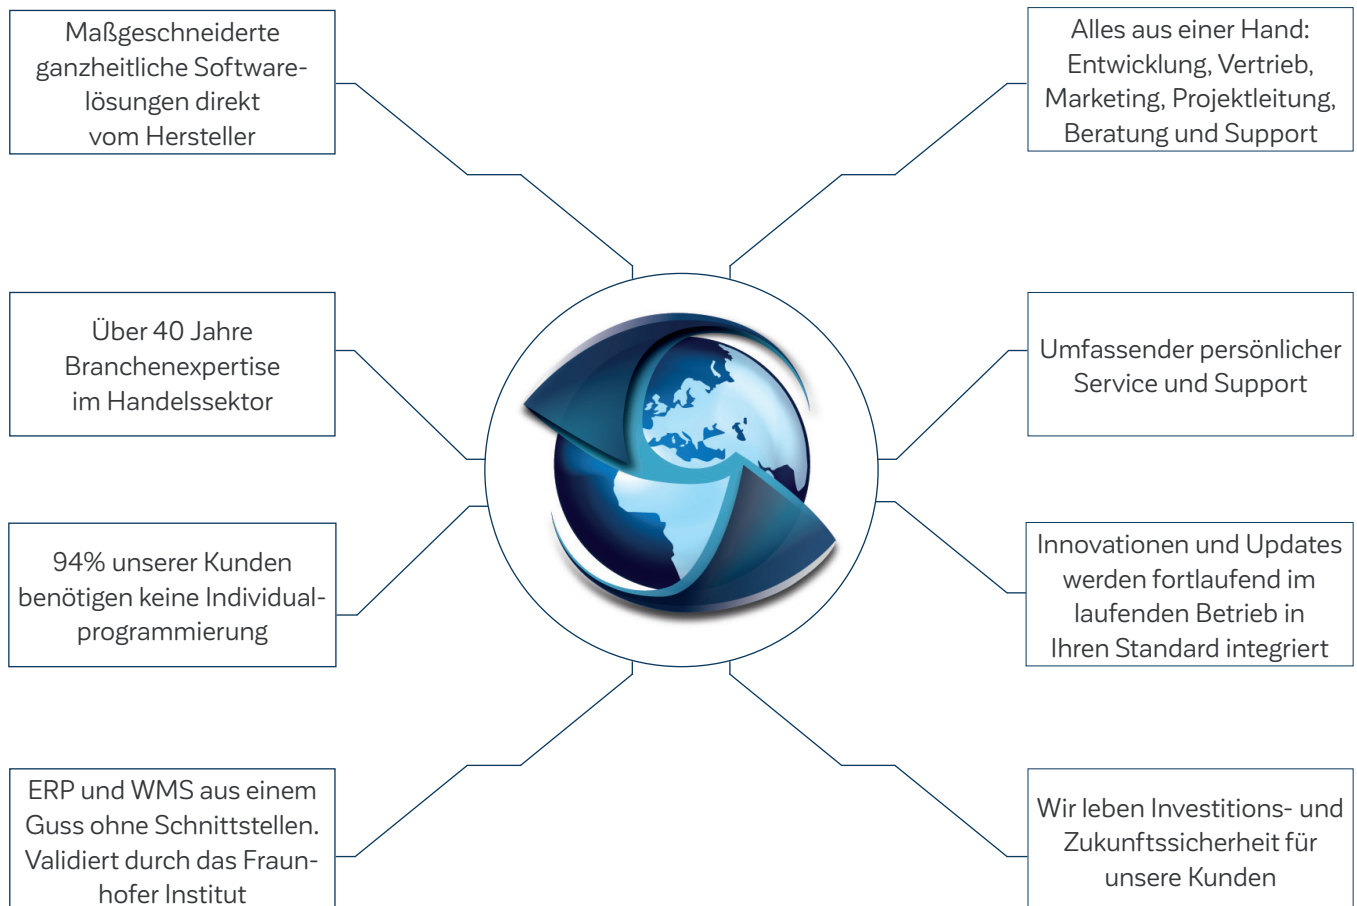 Maßgeschneiderte
ganzheitliche Software-
lösungen direkt
vom Hersteller
Alles aus einer Hand:
Entwicklung, Vertrieb,
Marketing, Projektleitung,
Beratung und Support
Über 40 Jahre
Branchenexpertise
im Handelssektor
Umfassender persönlicher
Service und Support
94% unserer Kunden
benötigen keine Individual-
programmierung
Innovationen und Updates
werden fortlaufend im
laufenden Betrieb in
Ihren Standard integriert
ERP und WMS aus einem
Guss ohne Schnittstellen.
Validiert durch das Fraun-
hofer Institut
Wir leben Investitions- und
Zukunftssicherheit für
unsere Kunden